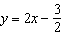 y = 2x - 3/2